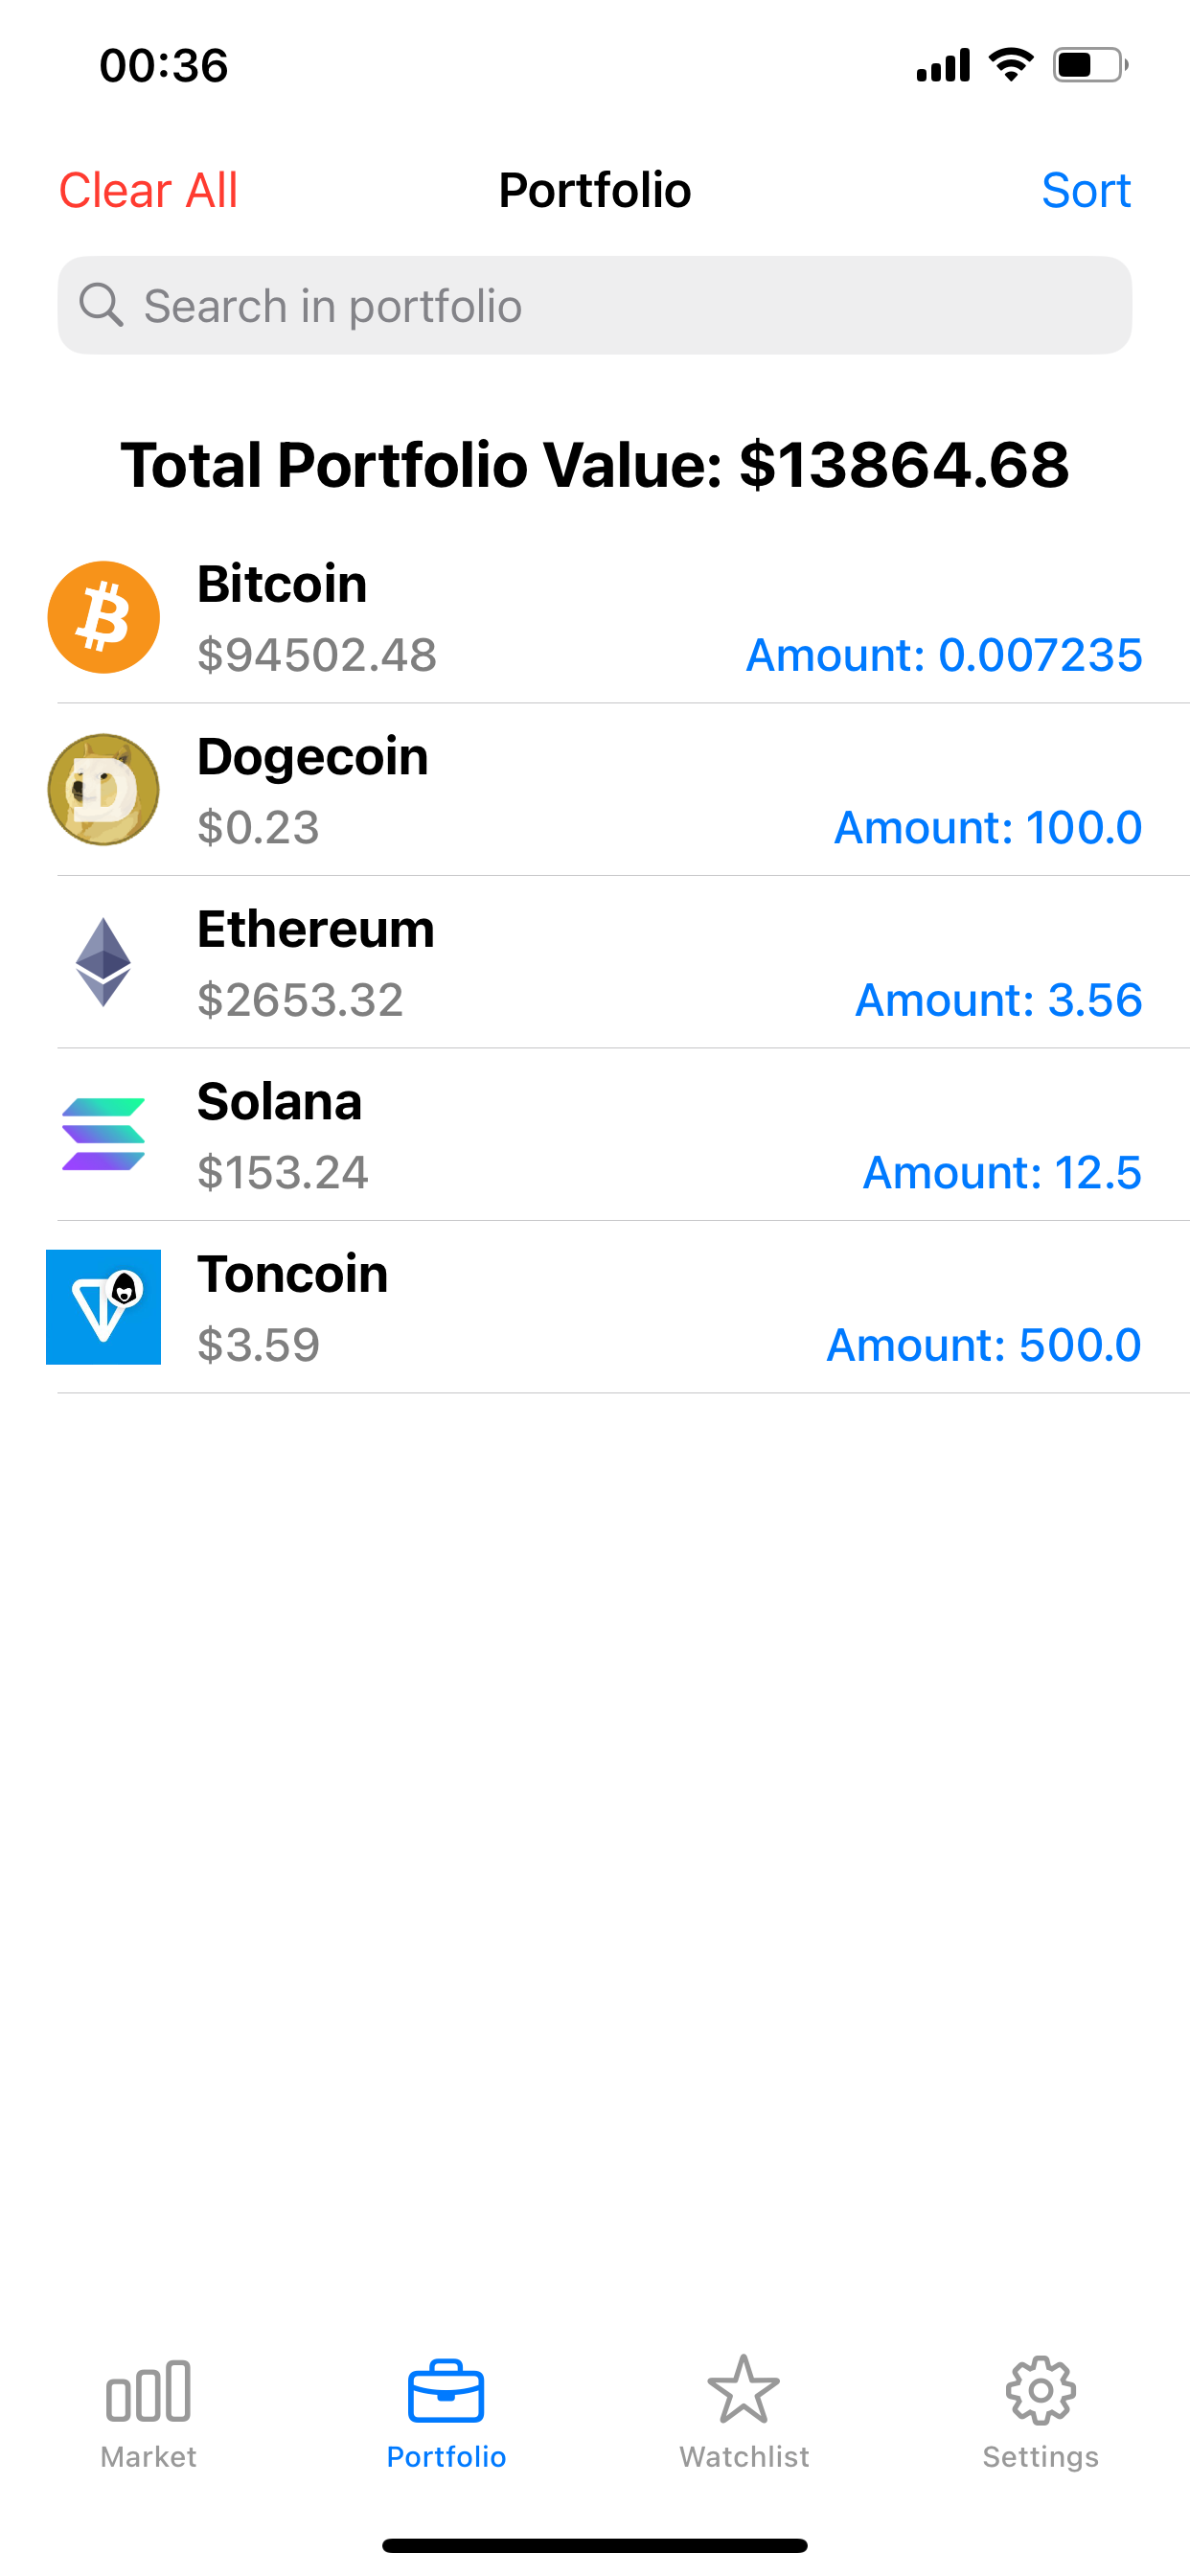 00:36
Clear All Portfolio Sort
Search in portfolio
Total Portfolio Value: $13864.68
Bitcoin
$94502.48 Amount: 0.007235
Dogecoin
$0.23 Amount: 100.0
Ethereum
$2653.32 Amount: 3.56
Solana
$153.24 Amount: 12.5
Toncoin
$3.59 Amount: 500.0
Market Portfolio Watchlist Settings